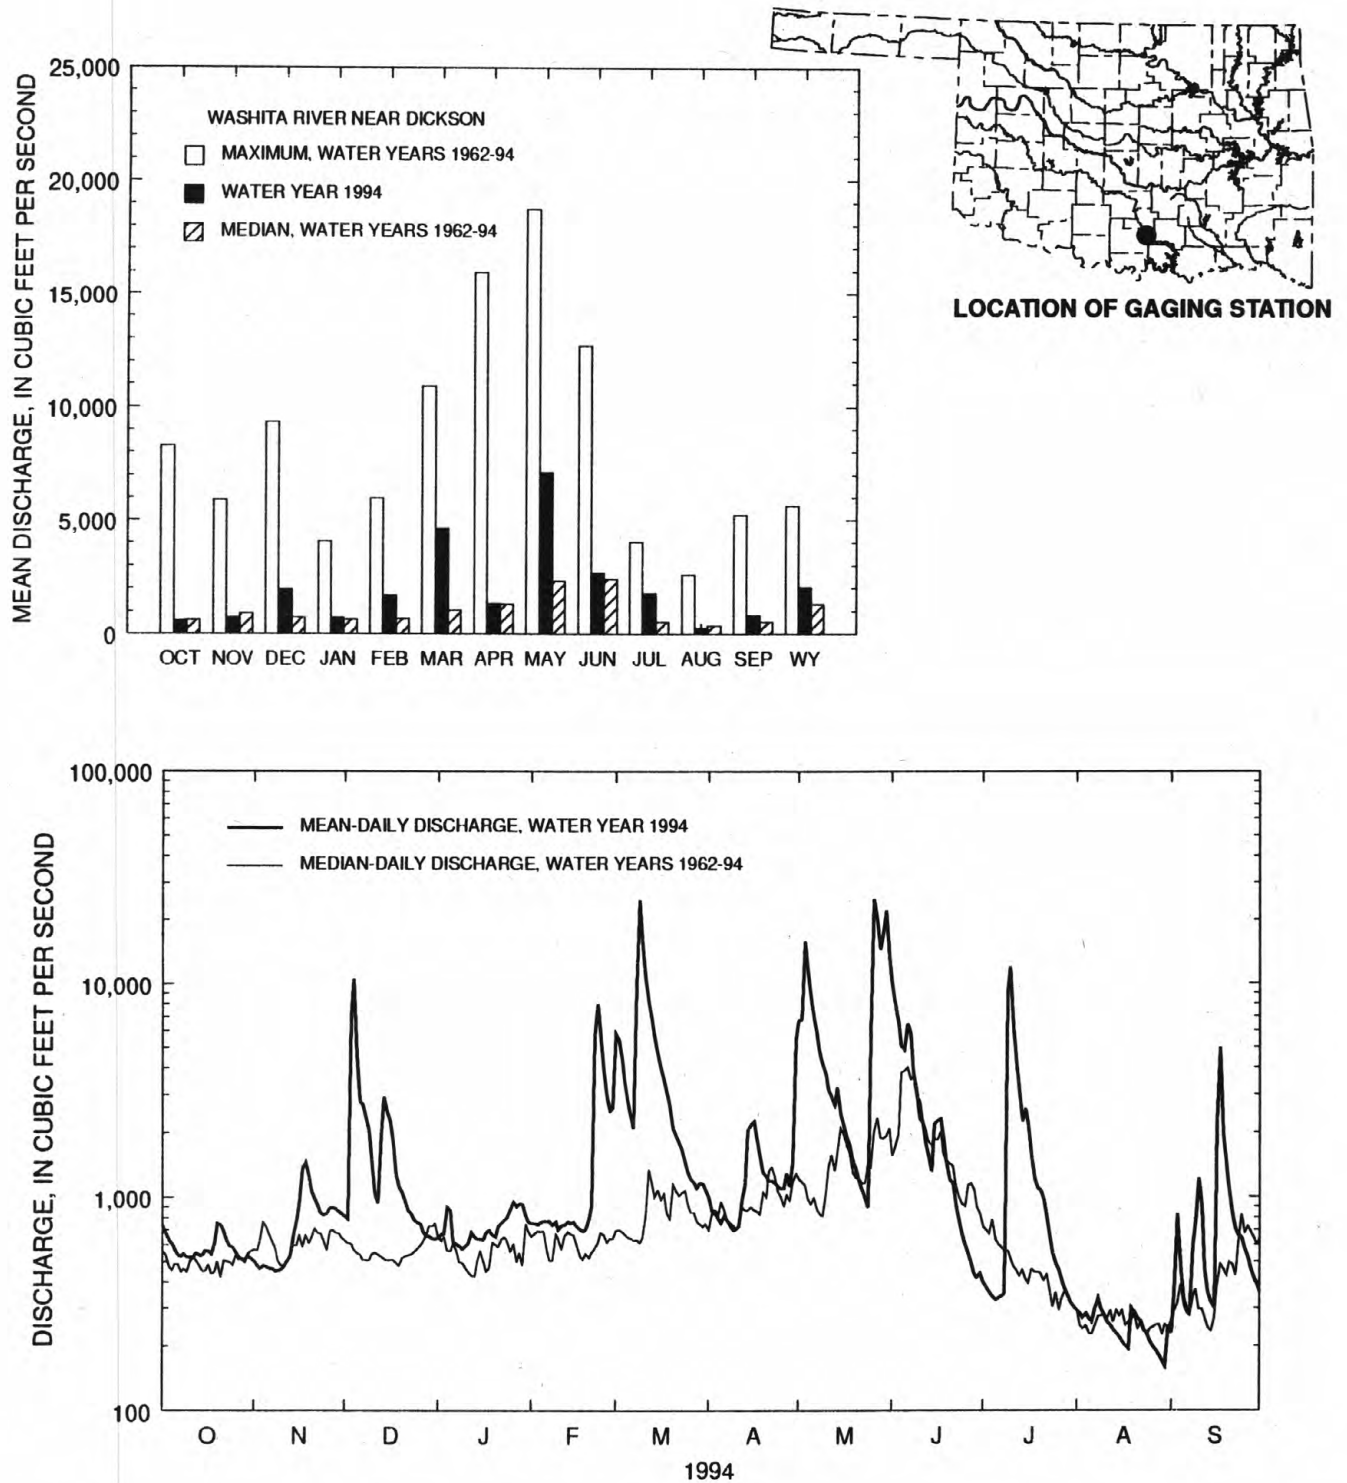 25,000
20,000
15,000
10,000
5,000
0
MEAN DISCHARGE, IN CUBIC FEET PER SECOND
WASHITA RIVER NEAR DICKSON
MAXIMUM, WATER YEARS 1962-94
WATER YEAR 1994
MEDIAN, WATER YEARS 1962-94
OCT NOV DEC JAN FEB MAR APR MAY JUN JUL AUG SEP WY
LOCATION OF GAGING STATION
100,000
10,000
1,000
100
DISCHARGE, IN CUBIC FEET PER SECOND
MEAN-DAILY DISCHARGE, WATER YEAR 1994
MEDIAN-DAILY DISCHARGE, WATER YEARS 1962-94
O N D J F M A M J J A S
1994